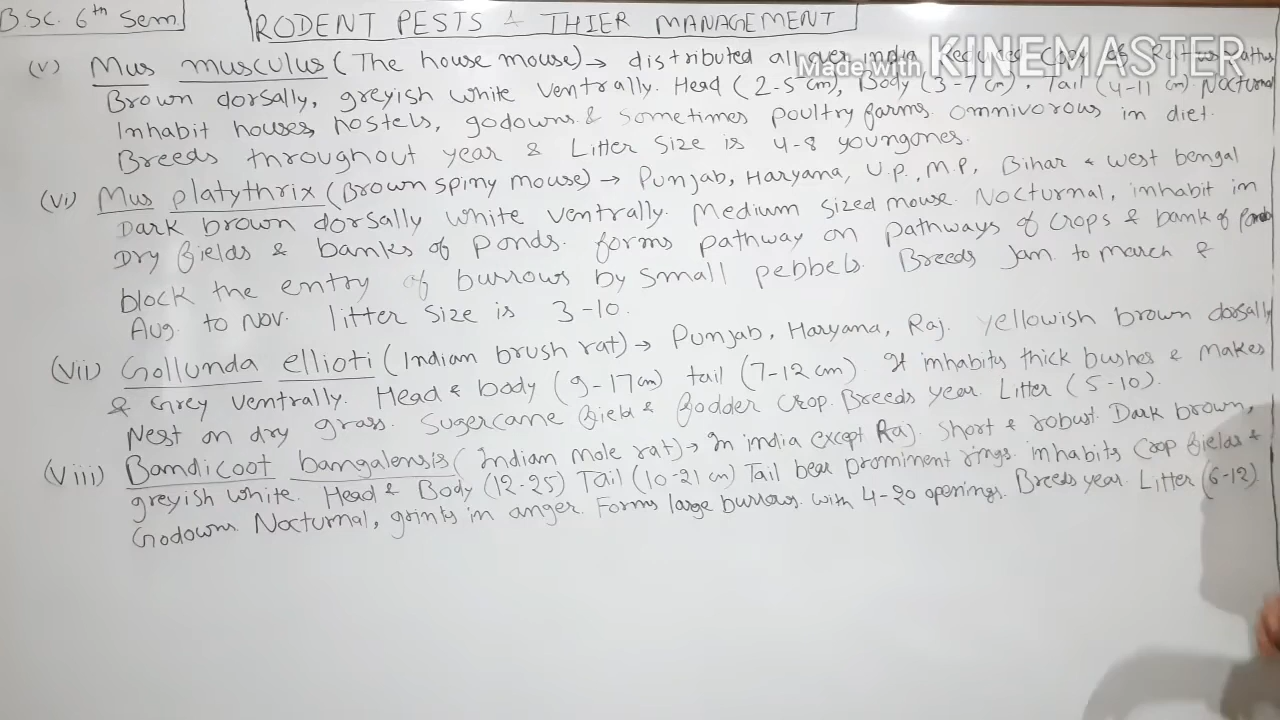 B.SC. 6th Sem
RODENT PESTS & THIER MANAGEMENT
Made with KINEMASTER
(v) Mus musculus (The house mouse) → distributed all over india. reduced copy of Rattus rattus
Brown dorsally, greyish white ventrally. Head (2-5 cm), Body (3-7 cm). Tail (4-11 cm) Nocturnal
Inhabit houses, hostels, godowns & sometimes poultry farms. omnivorous in diet.
Breeds throughout year & Litter size is 4-8 youngones.
(vi) Mus platythrix (Brown spiny mouse) → Punjab, Haryana, U.P., M.P., Bihar & west bengal
Dark brown dorsally white ventrally. Medium sized mouse. Nocturnal, inhabit in
Dry fields & banks of ponds. forms pathway on pathways of crops & bank of ponds
block the entry of burrows by small pebbels. Breeds Jan to march &
Aug. to Nov. litter size is 3-10.
(vii) Gollunda ellioti (Indian brush rat) → Punjab, Haryana, Raj. yellowish brown dorsally
& Grey ventrally. Head & body (9-17 cm) tail (7-12 cm). It inhabits thick bushes & makes
Nest on dry grass. Sugercane field & fodder crop. Breeds year. Litter (5-10).
(viii) Bandicoot bangalensis (Indian mole rat) → In india except Raj. Short & robust. Dark brown,
greyish white. Head & Body (12-25) Tail (10-21 cm) Tail bear prominent rings. inhabits Crop fields &
Godown. Nocturnal, grints in anger. Forms large burrows. with 4-20 openings. Breeds year. Litter (6-12)